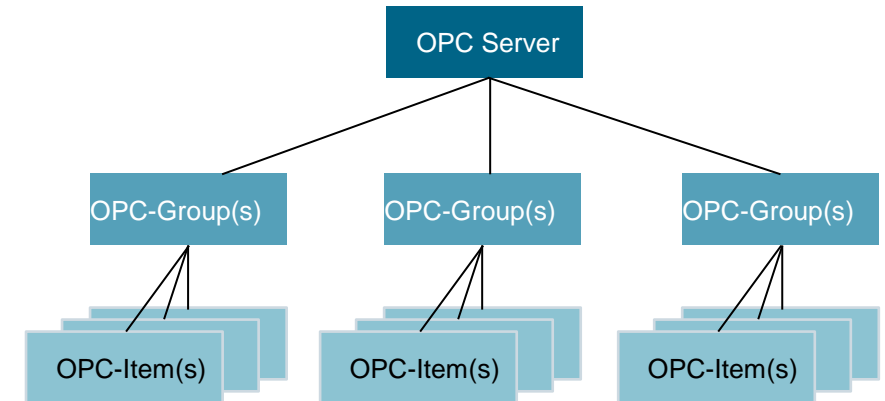 OPC Server
OPC-Group(s)
OPC-Group(s)
OPC-Group(s)
OPC-Item(s)
OPC-Item(s)
OPC-Item(s)